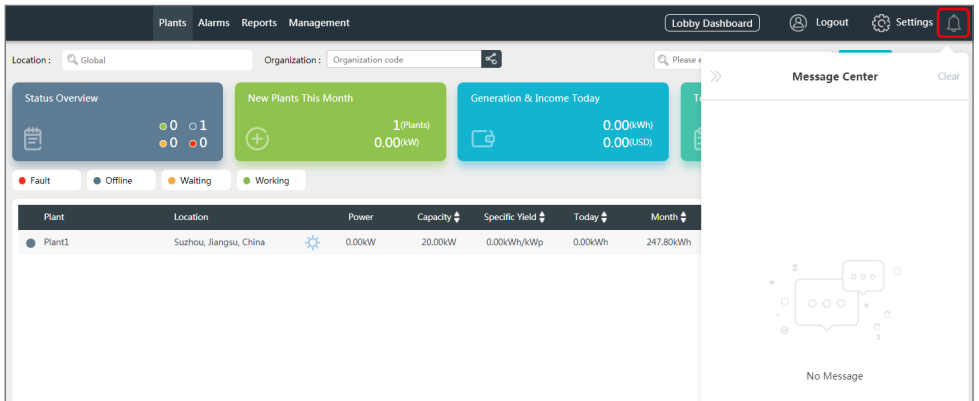 Plants Alarms Reports Management Lobby Dashboard Logout Settings
Location : Global Organization : Organization code Please
Message Center Clear
Status Overview New Plants This Month Generation & Income Today
0 1 1(Plants) 0.00(kWh)
0 0 0.00(kW) 0.00(USD)
Fault Offline Waiting Working
Plant Location Power Capacity Specific Yield Today Month
Plant1 Suzhou, Jiangsu, China 0.00kW 20.00kW 0.00kWh/kWp 0.00kWh 247.80kWh
No Message